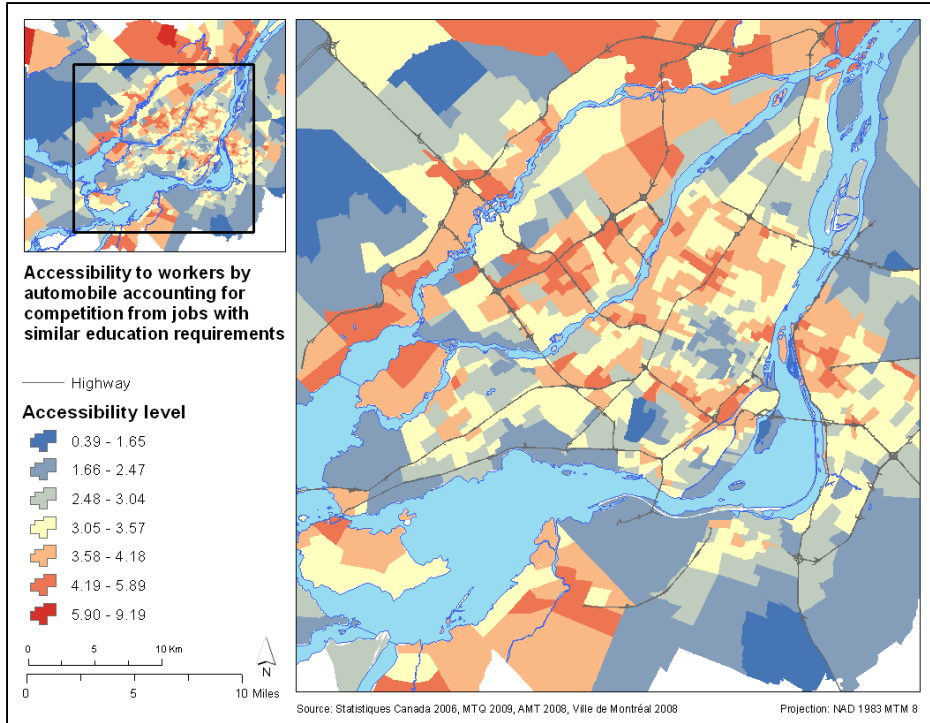 Accessibility to workers by
automobile accounting for
competition from jobs with
similar education requirements
Highway
Accessibility level
0.39 - 1.65
1.66 - 2.47
2.48 - 3.04
3.05 - 3.57
3.58 - 4.18
4.19 - 5.89
5.90 - 9.19
0 5 10 Km
N
0 5 10 Miles
Source: Statistiques Canada 2006, MTQ 2009, AMT 2008, Ville de Montréal 2008 Projection: NAD 1983 MTM 8